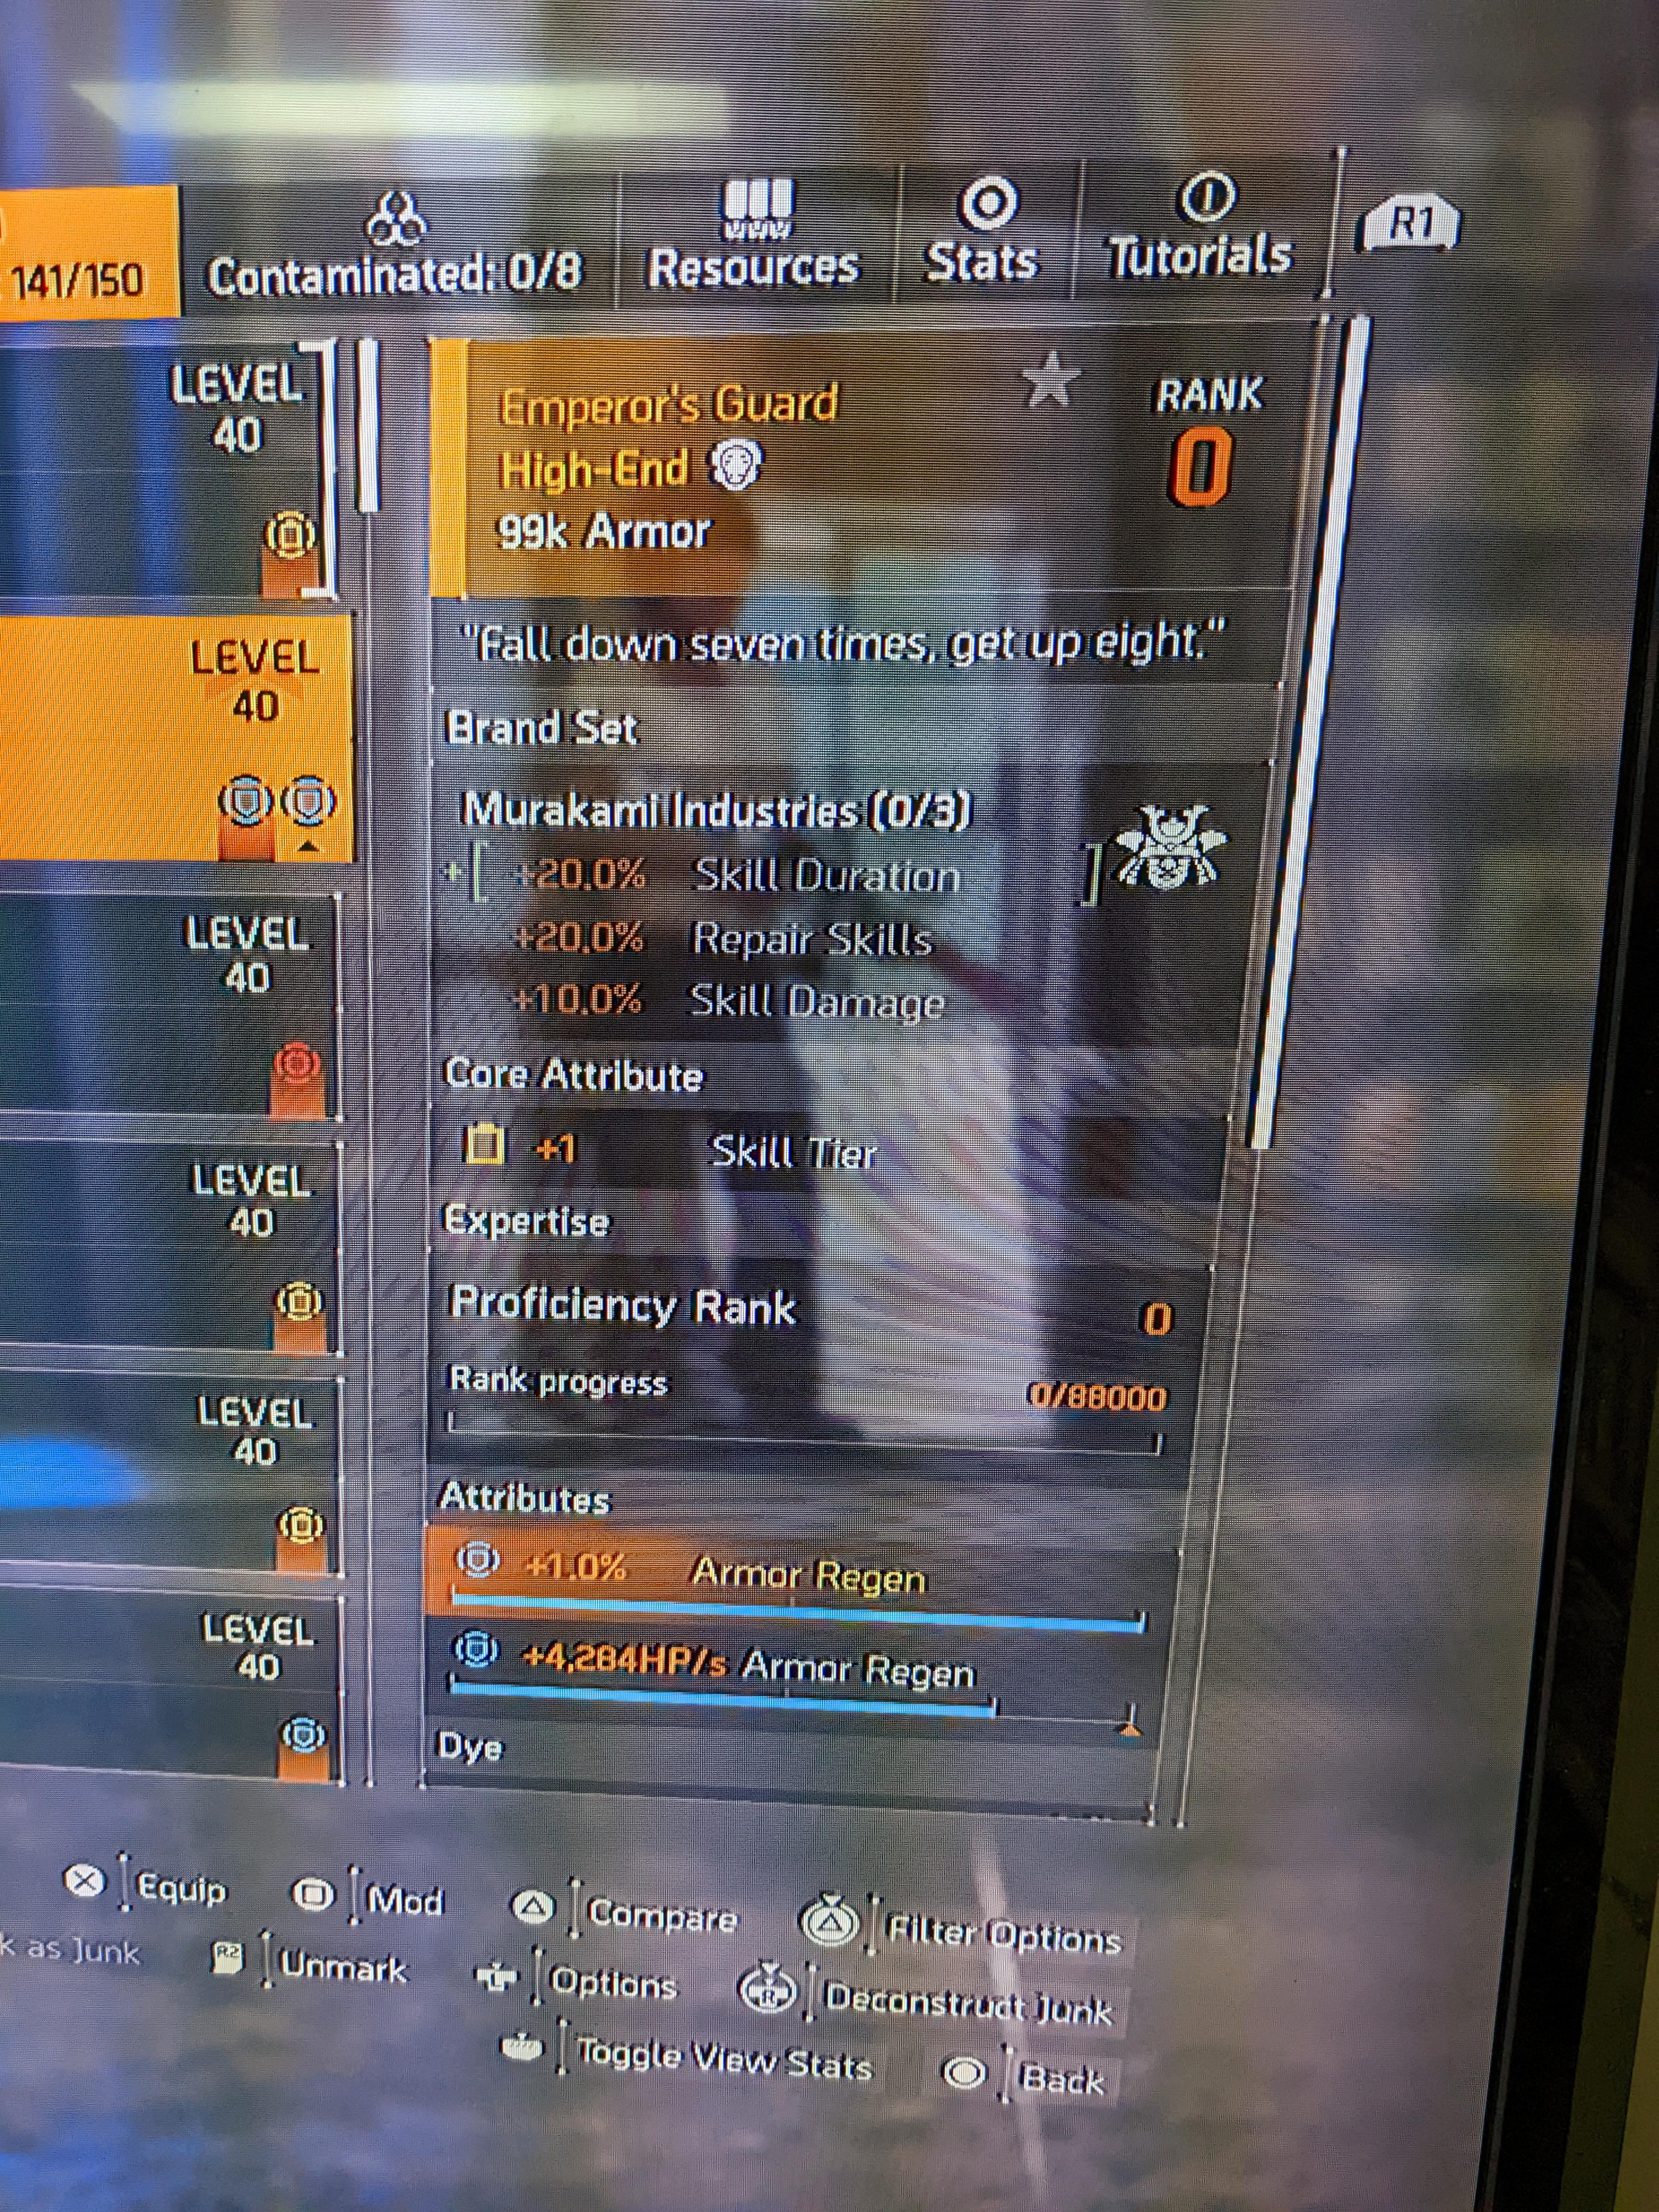 141/150
Contaminated: 0/8
Resources
Stats
Tutorials
R1
LEVEL
40
LEVEL
40
LEVEL
40
LEVEL
40
LEVEL
40
LEVEL
40
Emperor's Guard
High-End
99k Armor
RANK
0
"Fall down seven times, get up eight."
Brand Set
Murakami Industries (0/3)
+[ +20.0% Skill Duration ]
+20.0% Repair Skills
+10.0% Skill Damage
Core Attribute
+1 Skill Tier
Expertise
Proficiency Rank 0
Rank progress 0/88000
Attributes
+1.0% Armor Regen
+4,284HP/s Armor Regen
Dye
Equip Mod Compare Filter Options
k as Junk R2 Unmark L Options R Deconstruct Junk
Toggle View Stats Back